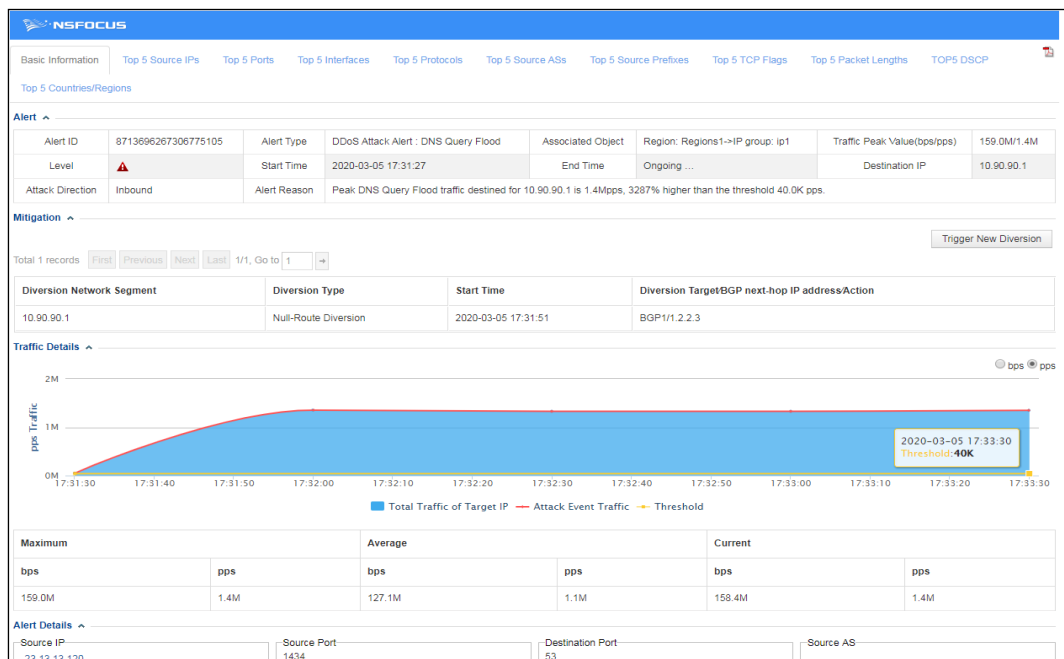 NSFOCUS
Basic Information Top 5 Source IPs Top 5 Ports Top 5 Interfaces Top 5 Protocols Top 5 Source ASs Top 5 Source Prefixes Top 5 TCP Flags Top 5 Packet Lengths TOP5 DSCP
Top 5 Countries/Regions
Alert
Alert ID 8713696267306775105 Alert Type DDoS Attack Alert : DNS Query Flood Associated Object Region: Regions1->IP group: ip1 Traffic Peak Value(bps/pps) 159.0M/1.4M
Level Start Time 2020-03-05 17:31:27 End Time Ongoing ... Destination IP 10.90.90.1
Attack Direction Inbound Alert Reason Peak DNS Query Flood traffic destined for 10.90.90.1 is 1.4Mpps, 3287% higher than the threshold 40.0K pps.
Mitigation
Trigger New Diversion
Total 1 records First Previous Next Last 1/1, Go to 1
Diversion Network Segment Diversion Type Start Time Diversion Target/BGP next-hop IP address/Action
10.90.90.1 Null-Route Diversion 2020-03-05 17:31:51 BGP1/1.2.2.3
Traffic Details
bps pps
2M
1M
0M
pps Traffic
2020-03-05 17:33:30
Threshold:40K
17:31:30 17:31:40 17:31:50 17:32:00 17:32:10 17:32:20 17:32:30 17:32:40 17:32:50 17:33:00 17:33:10 17:33:20 17:33:30
Total Traffic of Target IP Attack Event Traffic Threshold
Maximum Average Current
bps pps bps pps bps pps
159.0M 1.4M 127.1M 1.1M 158.4M 1.4M
Alert Details
Source IP Source Port Destination Port Source AS
23.13.13.120 1434 53